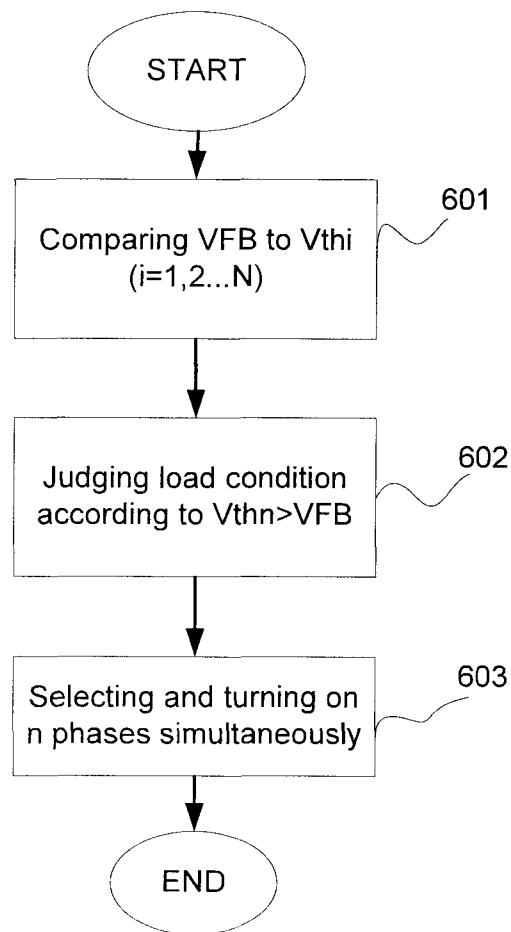 START
601
Comparing VFB to Vthi
(i=1,2...N)
602
Judging load condition
according to Vthn>VFB
603
Selecting and turning on
n phases simultaneously
END